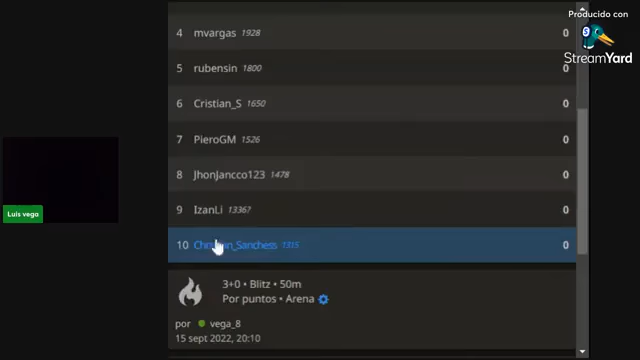 Producido con
StreamYard
4 mvargas 1928 0
5 rubensin 1800 0
6 Cristian_S 1650 0
7 PieroGM 1526 0
8 JhonJancco123 1478 0
9 IzanLi 1336? 0
10 1315 0
Luis vega
3+0 • Blitz • 50m
Por puntos • Arena
por vega_8
15 sept 2022, 20:10